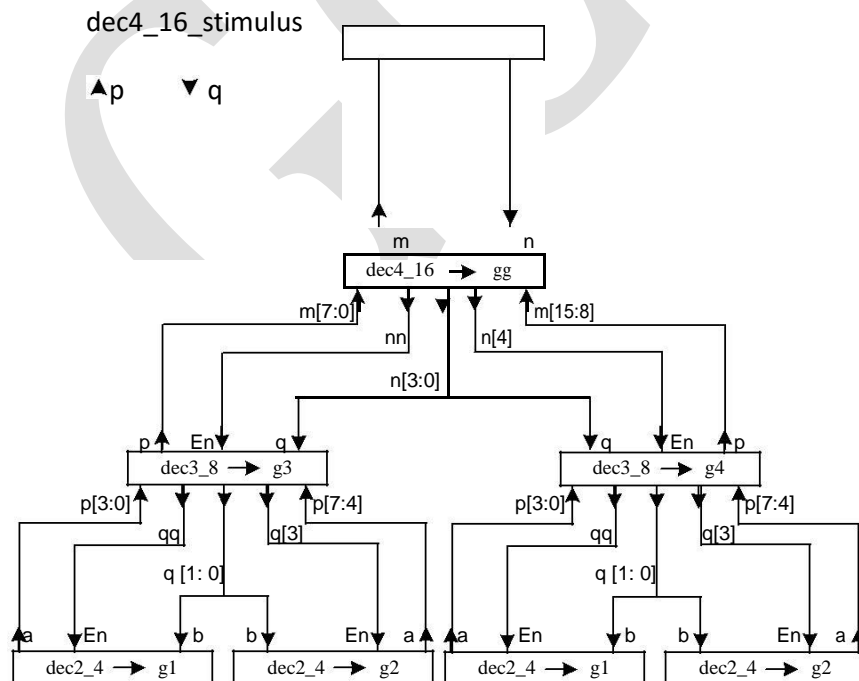 dec4_16_stimulus
p q
m n
dec4_16 gg
m[7:0] m[15:8]
nn n[4]
n[3:0]
p En q q En p
dec3_8 g3 dec3_8 g4
p[3:0] p[7:4] p[3:0] p[7:4]
qq q[3] qq q[3]
q [1: 0] q [1: 0]
a En b b En a a En b b En a
dec2_4 g1 dec2_4 g2 dec2_4 g1 dec2_4 g2